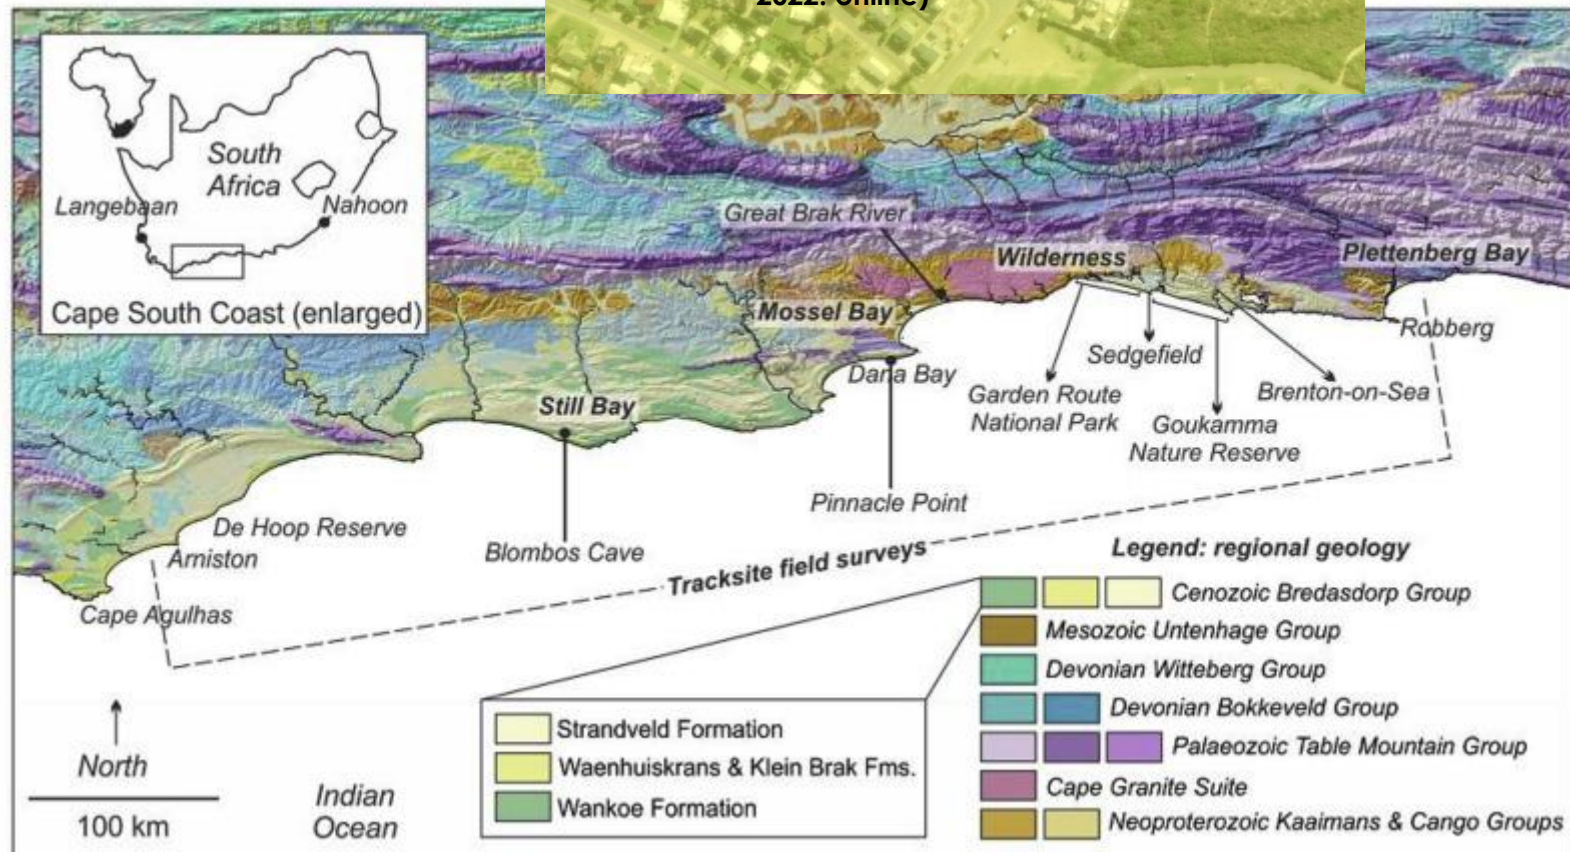 2022: online)
South
Africa
Langebaan
Nahoon
Cape South Coast (enlarged)
Great Brak River
Wilderness
Plettenberg Bay
Mossel Bay
Robberg
Sedgefield
Dana Bay
Garden Route
National Park
Brenton-on-Sea
Still Bay
Goukamma
Nature Reserve
Pinnacle Point
De Hoop Reserve
Blombos Cave
Arniston
Tracksite field surveys
Cape Agulhas
Legend: regional geology
Cenozoic Bredasdorp Group
Mesozoic Untenhage Group
Devonian Witteberg Group
Devonian Bokkeveld Group
Palaeozoic Table Mountain Group
Cape Granite Suite
Neoproterozoic Kaaimans & Cango Groups
Strandveld Formation
Waenhuiskrans & Klein Brak Fms.
Wankoe Formation
North
100 km
Indian
Ocean